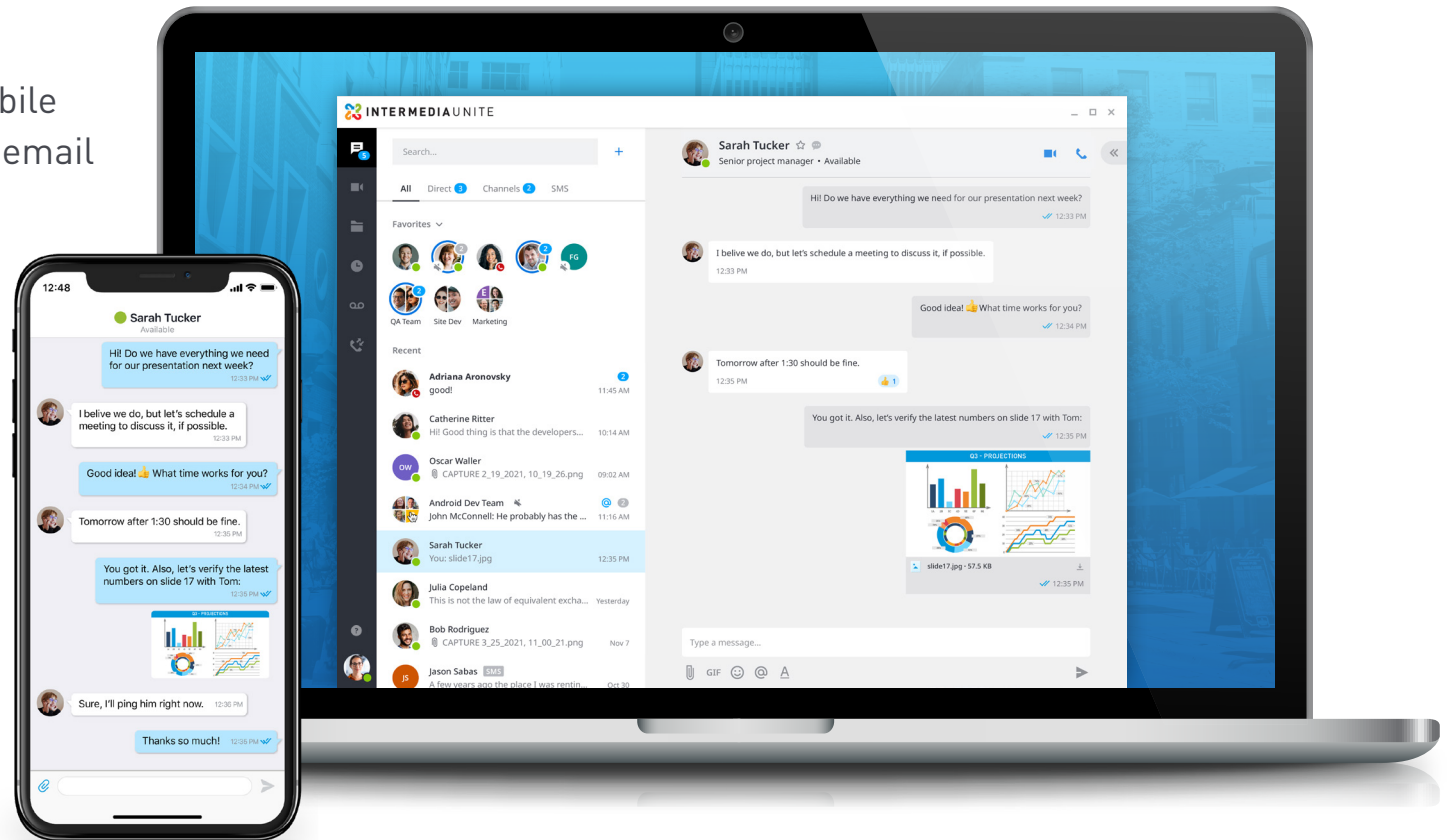 bile
email
12:48
Sarah Tucker
Available
Hi! Do we have everything we need
for our presentation next week?
12:33 PM
I belive we do, but let's schedule a
meeting to discuss it, if possible.
12:33 PM
Good idea!👍 What time works for you?
12:34 PM
Tomorrow after 1:30 should be fine.
12:35 PM
You got it. Also, let's verify the latest
numbers on slide 17 with Tom:
12:35 PM
Q3 - PROJECTIONS
Sure, I'll ping him right now. 12:36 PM
Thanks so much! 12:36 PM
INTERMEDIAUNITE
5
Search...
+
All Direct 3 Channels 2 SMS
Favorites
2
2
FG
2
E
QA Team Site Dev Marketing
Recent
Adriana Aronovsky 2
good! 11:45 AM
Catherine Ritter
Hi! Good thing is that the developers... 10:14 AM
OW
Oscar Waller
CAPTURE 2_19_2021, 10_19_26.png 09:02 AM
Android Dev Team @ 2
John McConnell: He probably has the ... 11:16 AM
Sarah Tucker
You: slide17.jpg 12:35 PM
Julia Copeland
This is not the law of equivalent excha... Yesterday
Bob Rodriguez
CAPTURE 3_25_2021, 11_00_21.png Nov 7
JS
Jason Sabas SMS
A few years ago the place I was rentin... Oct 30
?
Sarah Tucker
Senior project manager • Available
Hi! Do we have everything we need for our presentation next week?
12:33 PM
I belive we do, but let's schedule a meeting to discuss it, if possible.
12:33 PM
Good idea!👍What time works for you?
12:34 PM
Tomorrow after 1:30 should be fine.
12:35 PM
👍 1
You got it. Also, let's verify the latest numbers on slide 17 with Tom:
12:35 PM
Q3 - PROJECTIONS
slide17.jpg - 57.5 KB
12:35 PM
Type a message...
GIF @ A